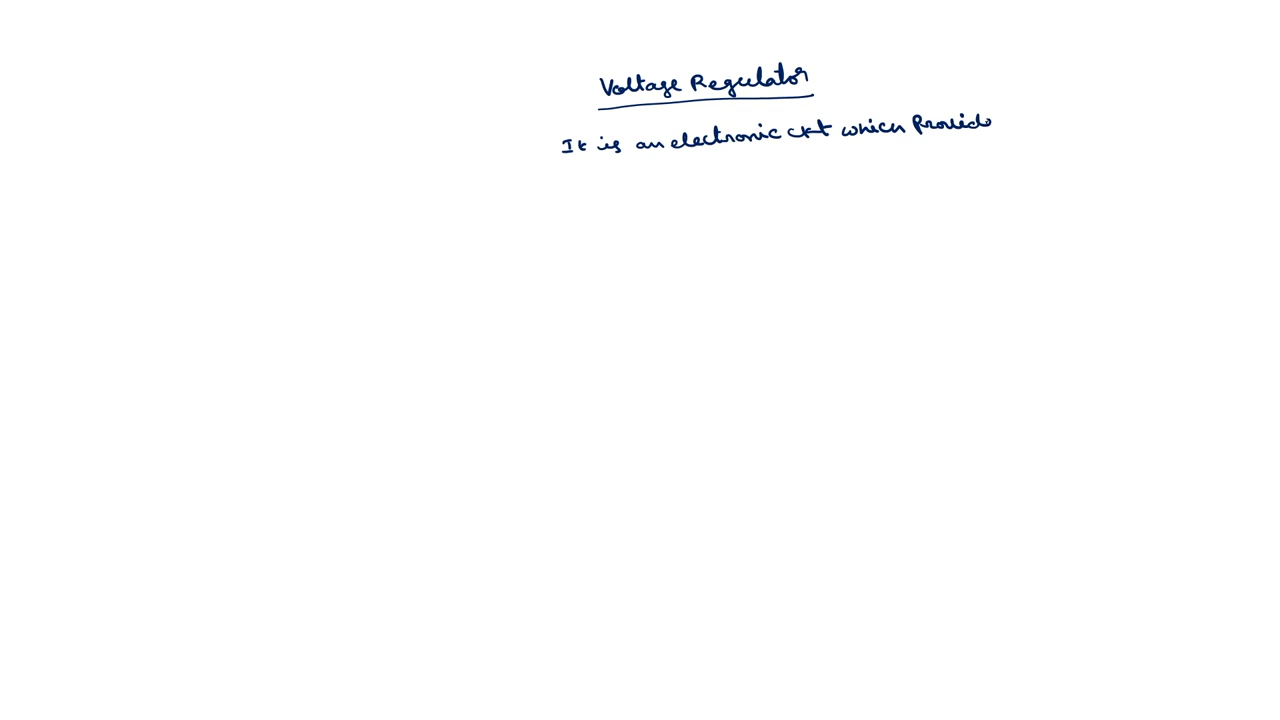 Voltage Regulator
It is an electronic ckt which Provide